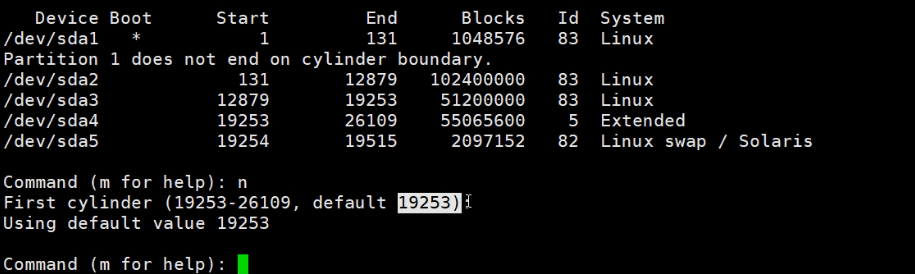 Device Boot Start End Blocks Id System
/dev/sda1 * 1 131 1048576 83 Linux
Partition 1 does not end on cylinder boundary.
/dev/sda2 131 12879 102400000 83 Linux
/dev/sda3 12879 19253 51200000 83 Linux
/dev/sda4 19253 26109 55065600 5 Extended
/dev/sda5 19254 19515 2097152 82 Linux swap / Solaris
Command (m for help): n
First cylinder (19253-26109, default 19253):
Using default value 19253
Command (m for help):